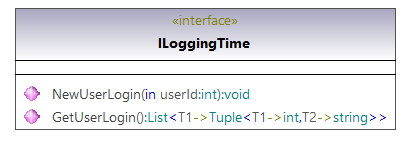 «interface»
ILoggingTime
NewUserLogin(in userId:int):void
GetUserLogin():List<T1->Tuple<T1->int,T2->string>>